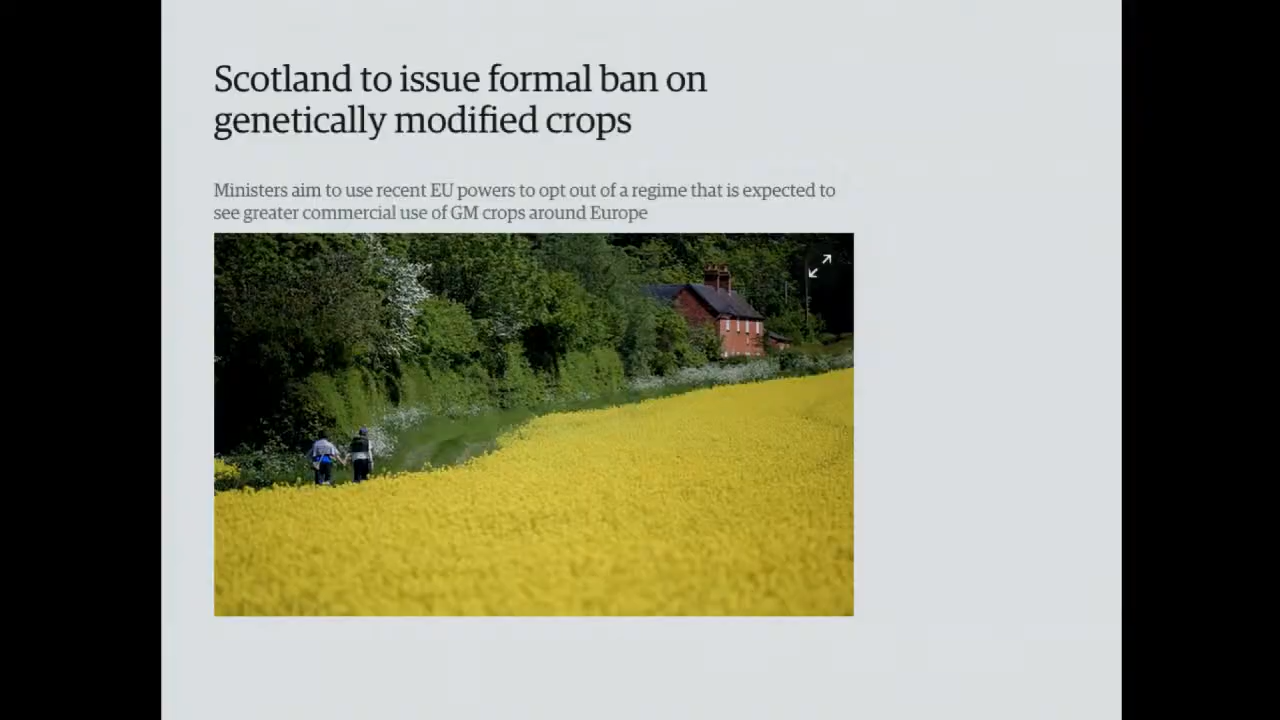 Scotland to issue formal ban on
genetically modified crops
Ministers aim to use recent EU powers to opt out of a regime that is expected to
see greater commercial use of GM crops around Europe